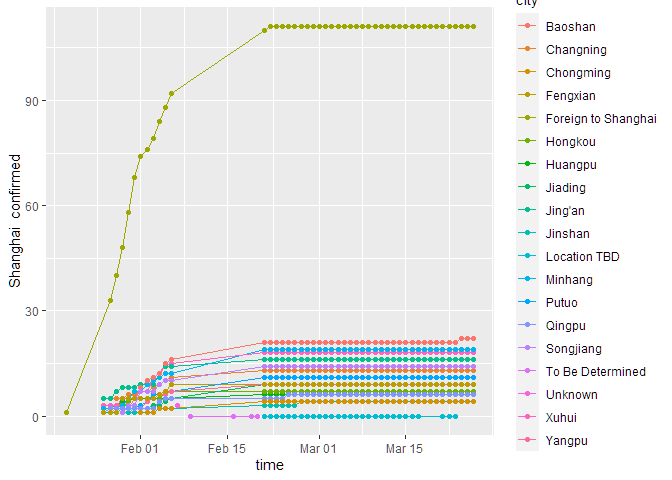 city
Baoshan
Changning
Chongming
Fengxian
Foreign to Shanghai
Hongkou
Huangpu
Jiading
Jing'an
Jinshan
Location TBD
Minhang
Putuo
Qingpu
Songjiang
To Be Determined
Unknown
Xuhui
Yangpu
Shanghai confirmed
90
60
30
0
Feb 01 Feb 15 Mar 01 Mar 15
time